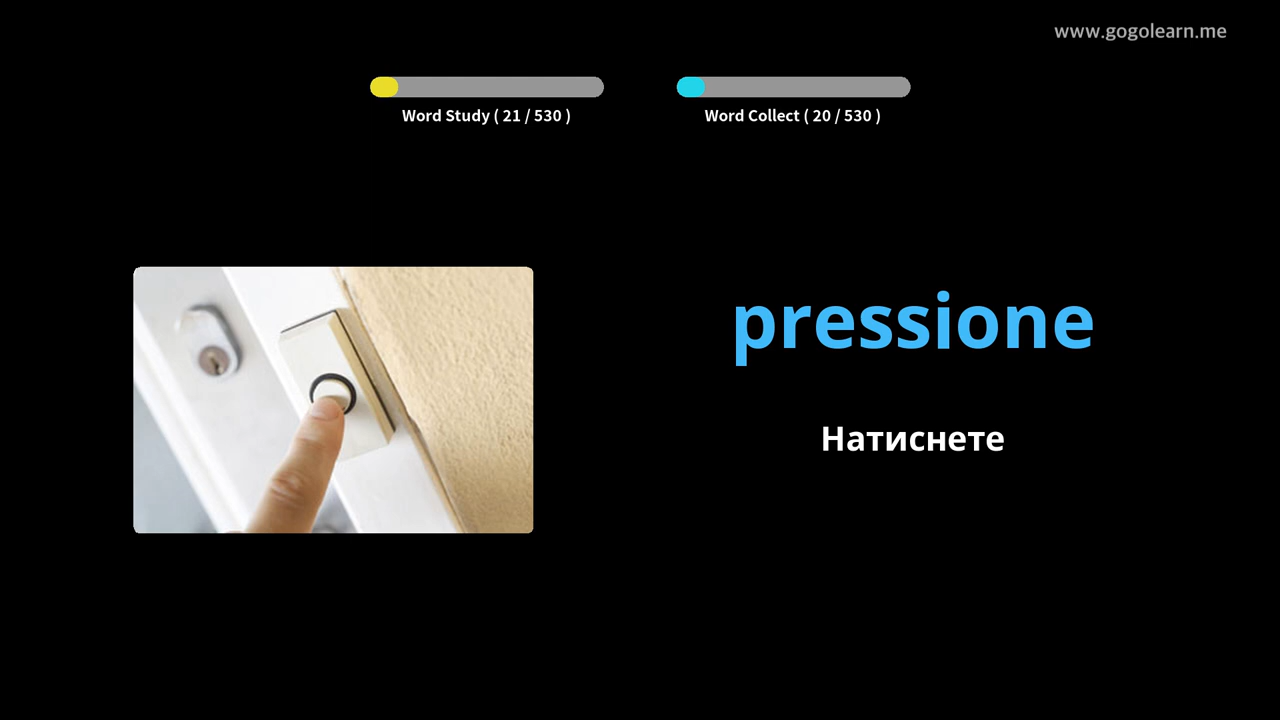 www.gogolearn.me
Word Study ( 21 / 530 )
Word Collect ( 20 / 530 )
pressione
Натиснете